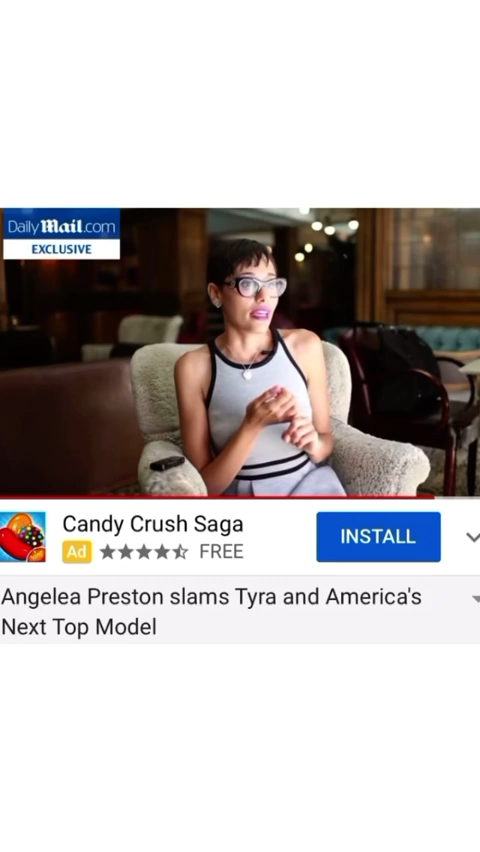 Daily Mail.com
EXCLUSIVE
Candy Crush Saga
INSTALL
Ad FREE
Angelea Preston slams Tyra and America's
Next Top Model